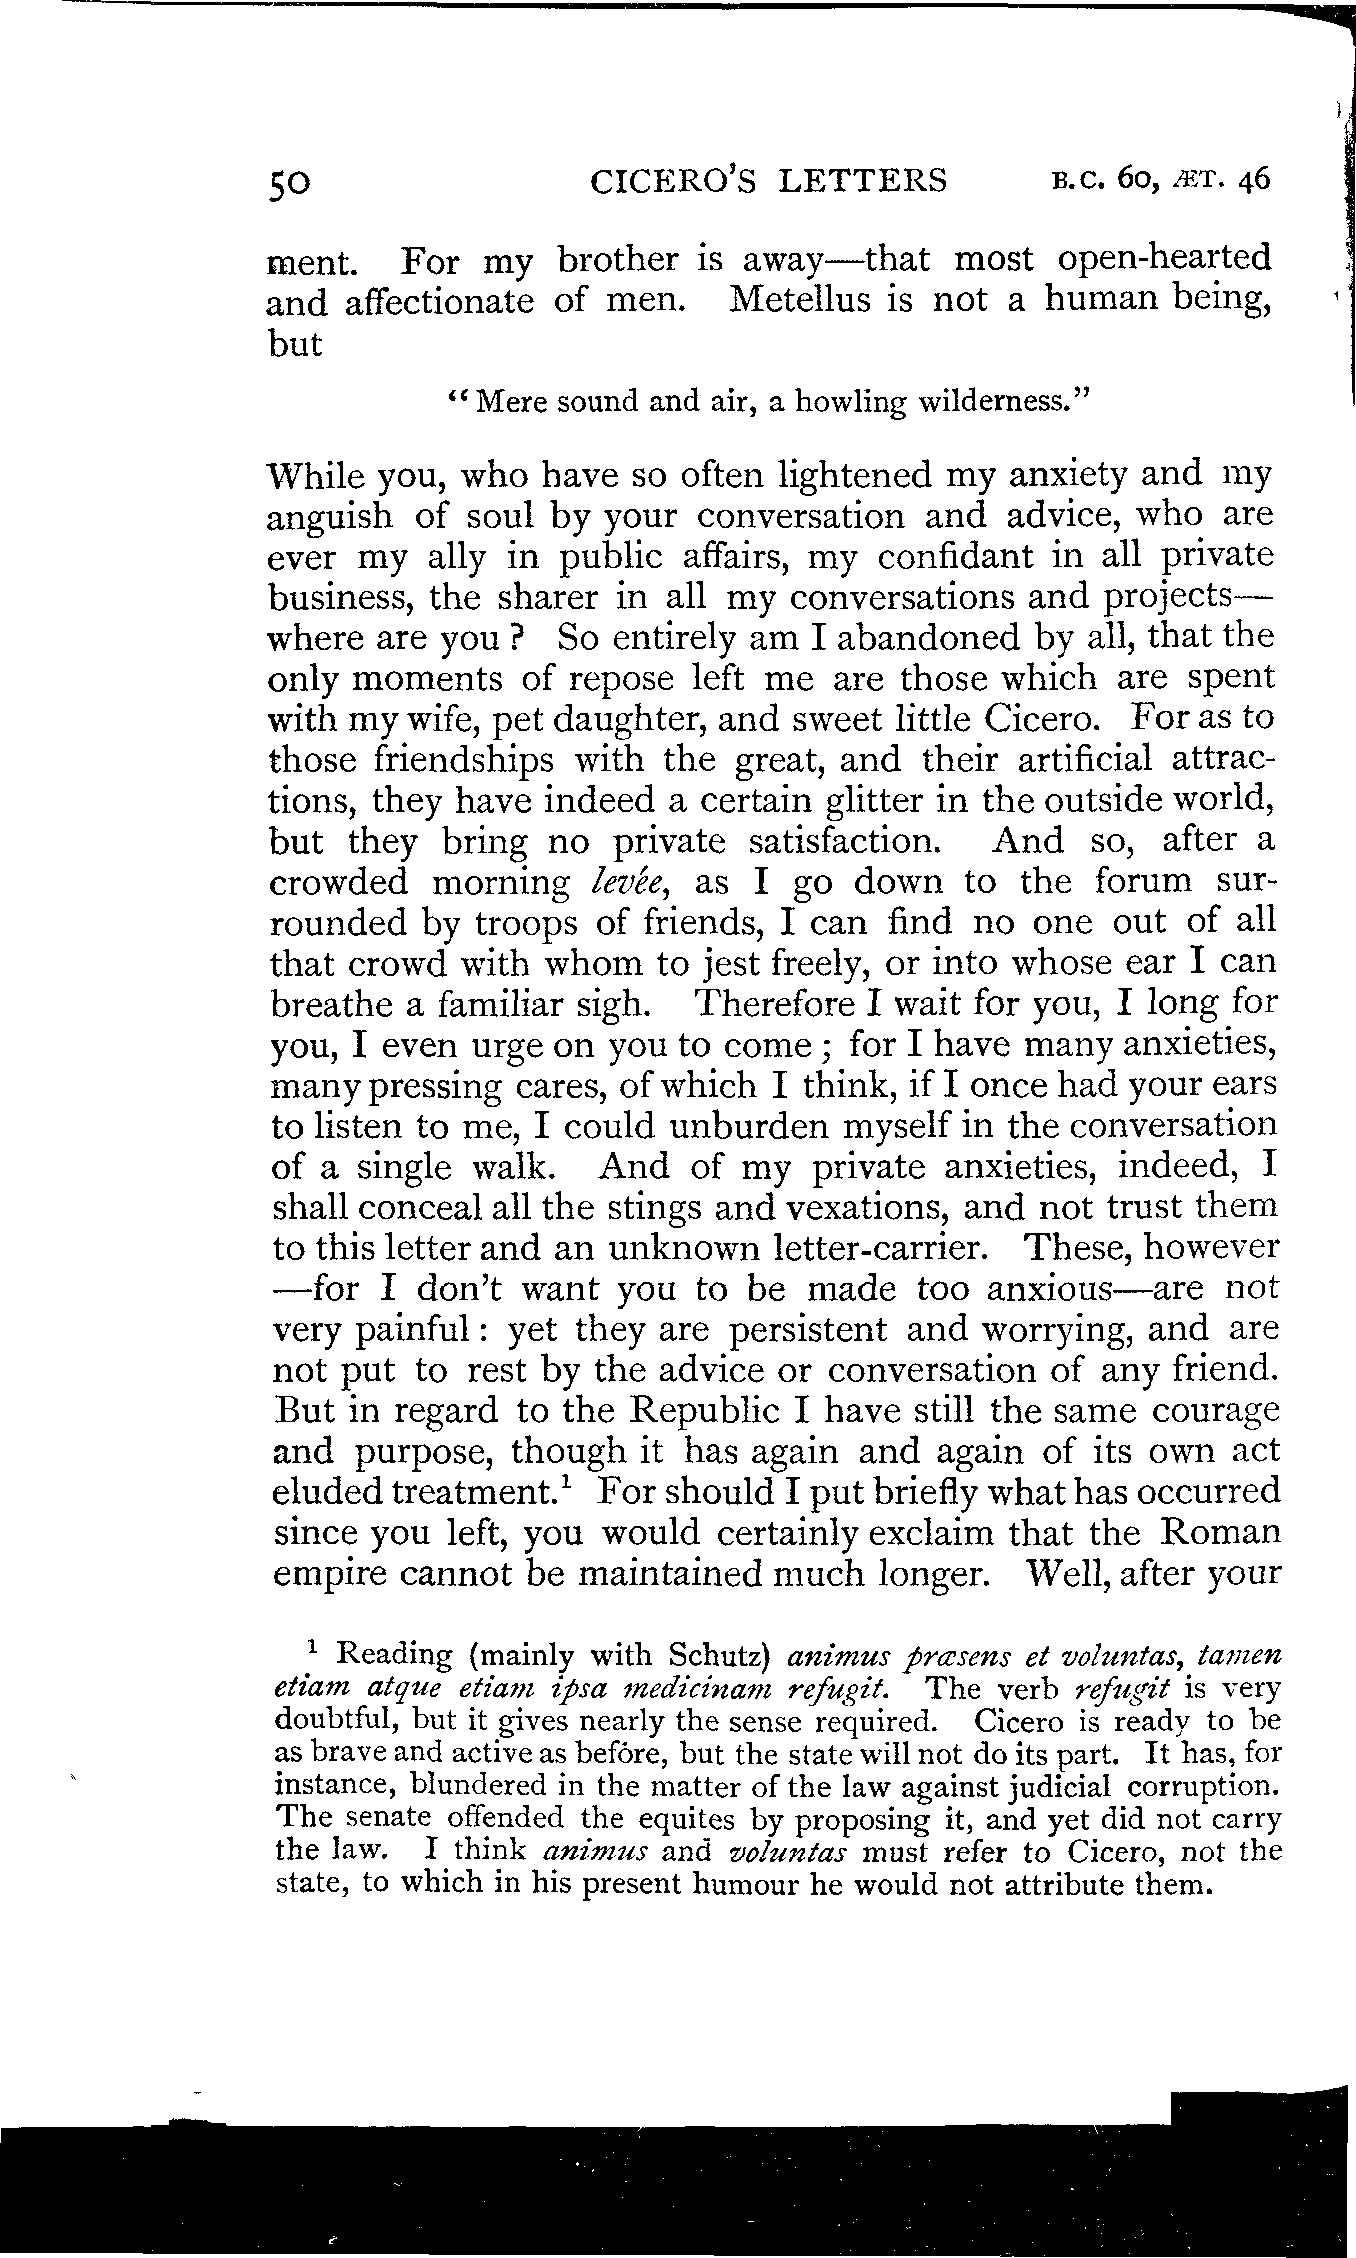 50 CICERO'S LETTERS B.C. 60, ÆT. 46
ment. For my brother is away—that most open-hearted
and affectionate of men. Metellus is not a human being,
but
"Mere sound and air, a howling wilderness."
While you, who have so often lightened my anxiety and my
anguish of soul by your conversation and advice, who are
ever my ally in public affairs, my confidant in all private
business, the sharer in all my conversations and projects—
where are you? So entirely am I abandoned by all, that the
only moments of repose left me are those which are spent
with my wife, pet daughter, and sweet little Cicero. For as to
those friendships with the great, and their artificial attrac-
tions, they have indeed a certain glitter in the outside world,
but they bring no private satisfaction. And so, after a
crowded morning levée, as I go down to the forum sur-
rounded by troops of friends, I can find no one out of all
that crowd with whom to jest freely, or into whose ear I can
breathe a familiar sigh. Therefore I wait for you, I long for
you, I even urge on you to come; for I have many anxieties,
many pressing cares, of which I think, if I once had your ears
to listen to me, I could unburden myself in the conversation
of a single walk. And of my private anxieties, indeed, I
shall conceal all the stings and vexations, and not trust them
to this letter and an unknown letter-carrier. These, however
—for I don't want you to be made too anxious—are not
very painful: yet they are persistent and worrying, and are
not put to rest by the advice or conversation of any friend.
But in regard to the Republic I have still the same courage
and purpose, though it has again and again of its own act
eluded treatment.¹ For should I put briefly what has occurred
since you left, you would certainly exclaim that the Roman
empire cannot be maintained much longer. Well, after your
¹ Reading (mainly with Schutz) animus præsens et voluntas, tamen
etiam atque etiam ipsa medicinam refugit. The verb refugit is very
doubtful, but it gives nearly the sense required. Cicero is ready to be
as brave and active as before, but the state will not do its part. It has, for
instance, blundered in the matter of the law against judicial corruption.
The senate offended the equites by proposing it, and yet did not carry
the law. I think animus and voluntas must refer to Cicero, not the
state, to which in his present humour he would not attribute them.